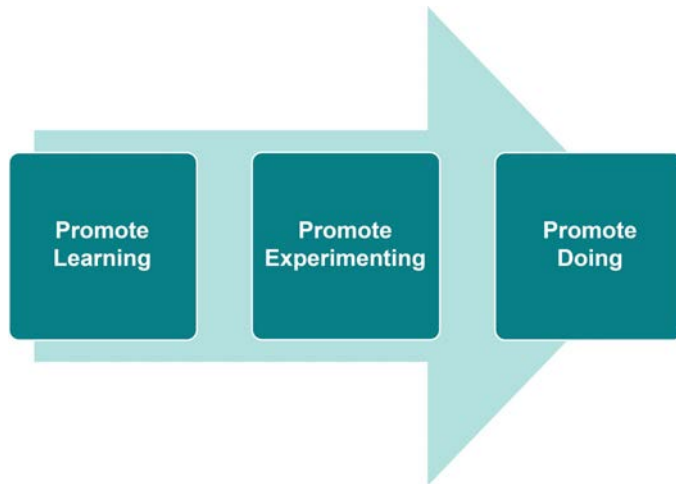 Promote
Learning
Promote
Experimenting
Promote
Doing